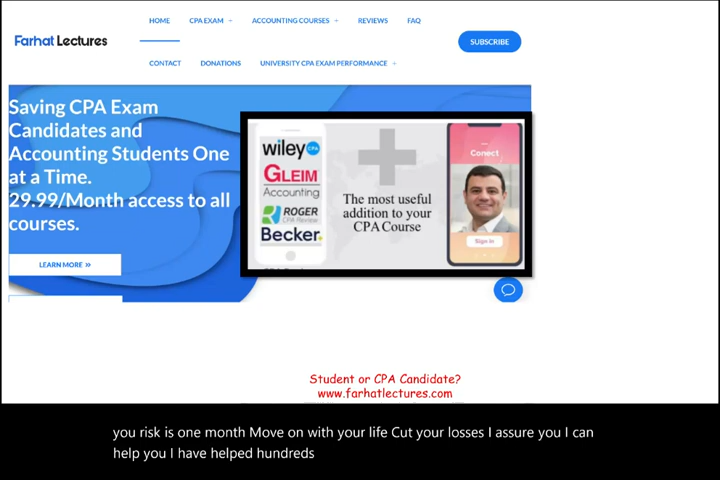 HOME
CPA EXAM +
ACCOUNTING COURSES +
REVIEWS
FAQ
Farhat Lectures
SUBSCRIBE
CONTACT
DONATIONS
UNIVERSITY CPA EXAM PERFORMANCE +
Saving CPA Exam
Candidates and
Accounting Students One
at a Time.
29.99/Month access to all
courses.
LEARN MORE »
wiley CPA
GLEIM
Accounting
ROGER
CPA Review
Becker.
The most useful
addition to your
CPA Course
Conect
Sign in
Student or CPA Candidate?
www.farhatlectures.com
you risk is one month Move on with your life Cut your losses I assure you I can
help you I have helped hundreds